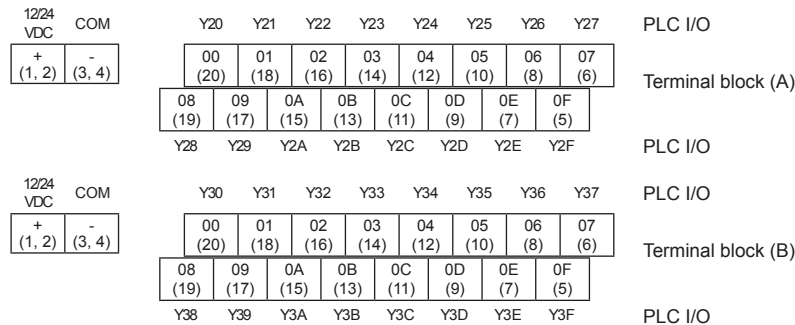 12/24 VDC COM Y20 Y21 Y22 Y23 Y24 Y25 Y26 Y27 PLC I/O
+ - 00 01 02 03 04 05 06 07
(1, 2) (3, 4) (20) (18) (16) (14) (12) (10) (8) (6) Terminal block (A)
08 09 0A 0B 0C 0D 0E 0F
(19) (17) (15) (13) (11) (9) (7) (5)
Y28 Y29 Y2A Y2B Y2C Y2D Y2E Y2F PLC I/O
12/24 VDC COM Y30 Y31 Y32 Y33 Y34 Y35 Y36 Y37 PLC I/O
+ - 00 01 02 03 04 05 06 07
(1, 2) (3, 4) (20) (18) (16) (14) (12) (10) (8) (6) Terminal block (B)
08 09 0A 0B 0C 0D 0E 0F
(19) (17) (15) (13) (11) (9) (7) (5)
Y38 Y39 Y3A Y3B Y3C Y3D Y3E Y3F PLC I/O